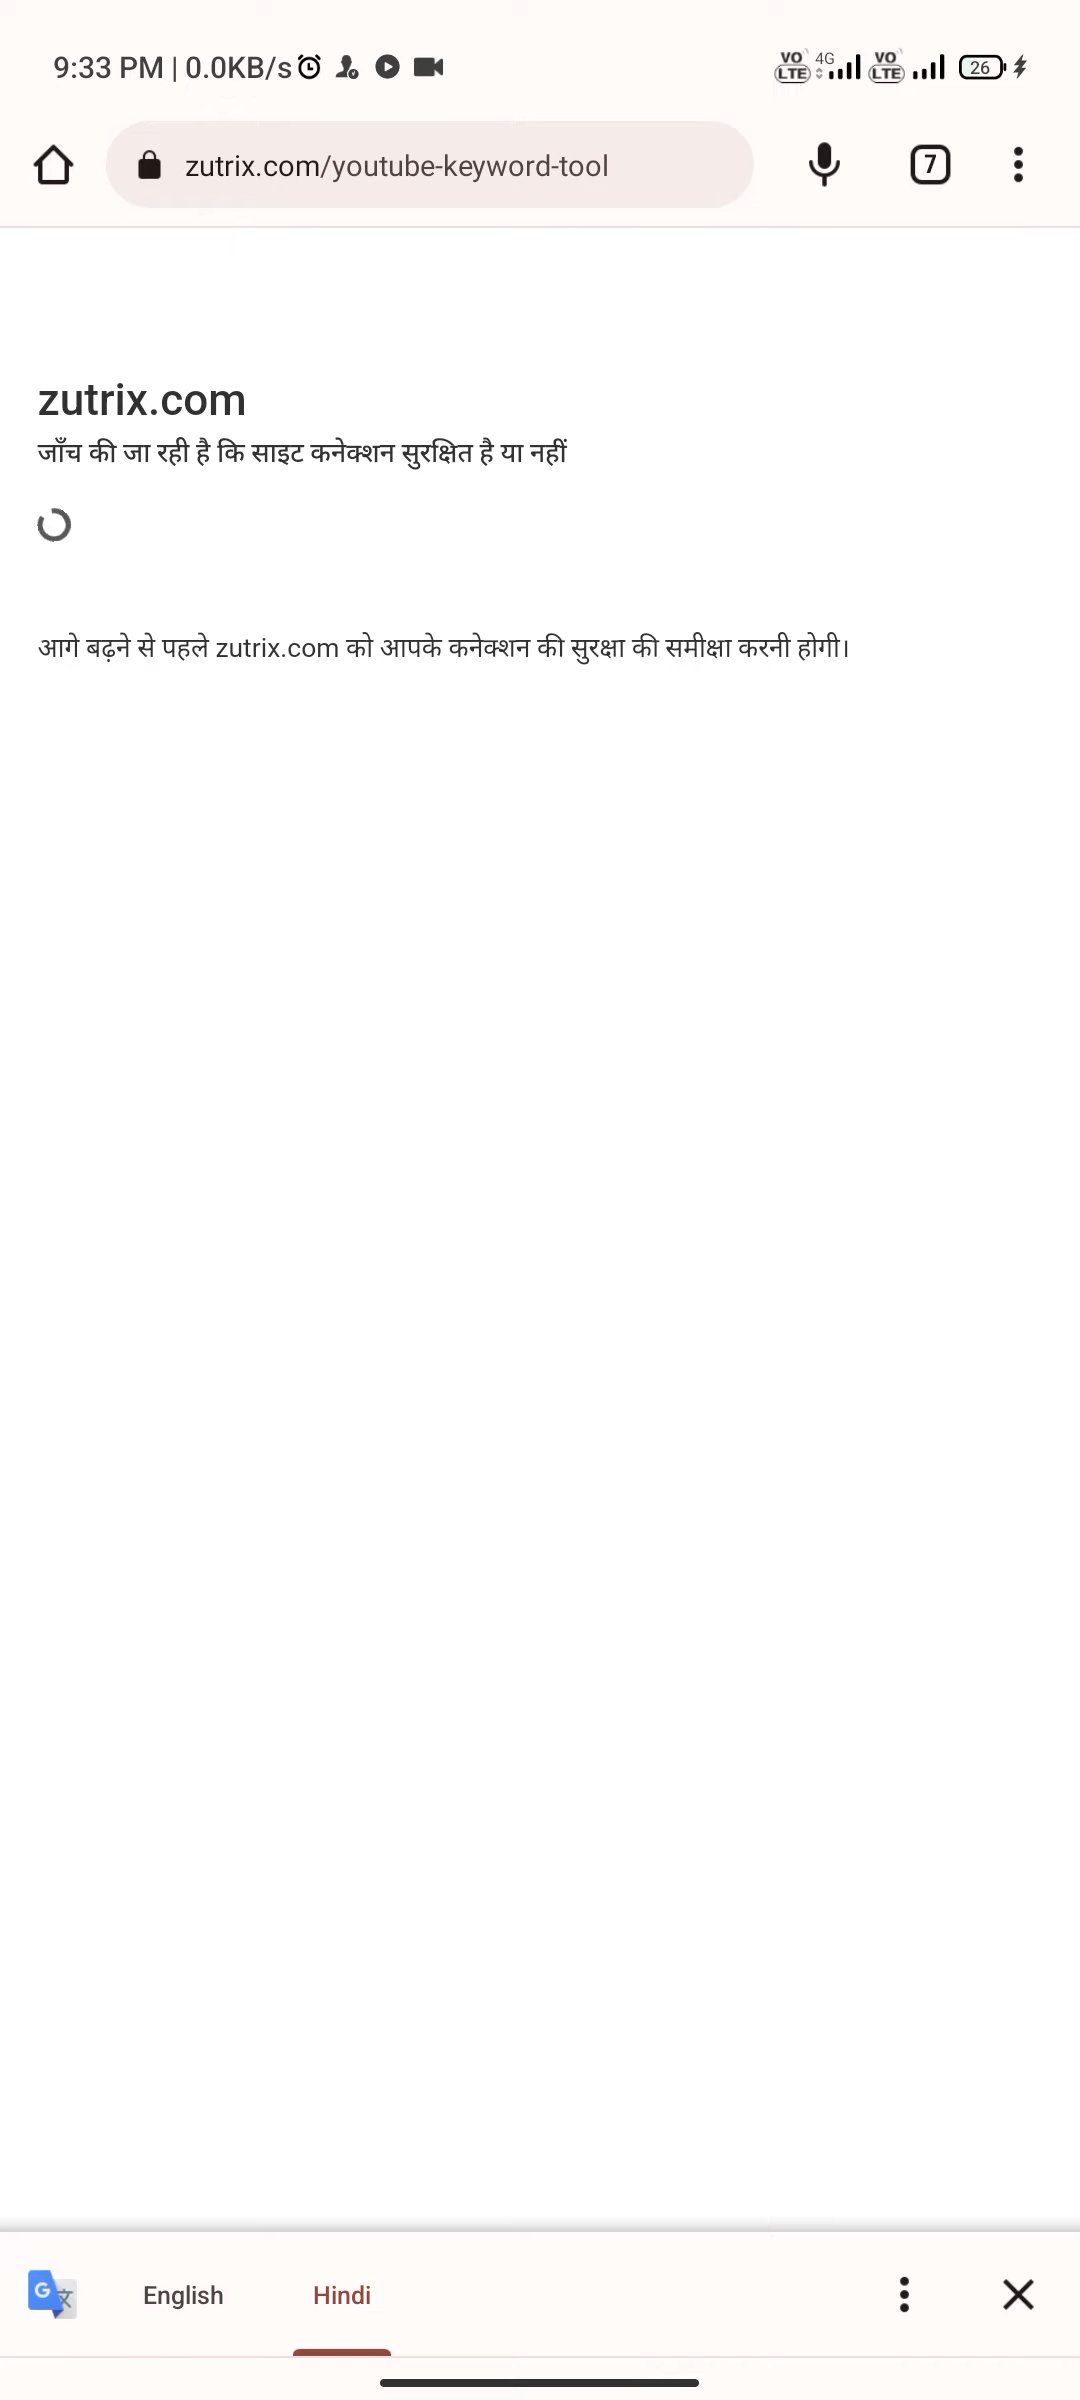 9:33 PM | 0.0KB/s VO LTE 4G VO LTE 26
zutrix.com/youtube-keyword-tool 7
zutrix.com
जाँच की जा रही है कि साइट कनेक्शन सुरक्षित है या नहीं
आगे बढ़ने से पहले zutrix.com को आपके कनेक्शन की सुरक्षा की समीक्षा करनी होगी।
G 文 English Hindi